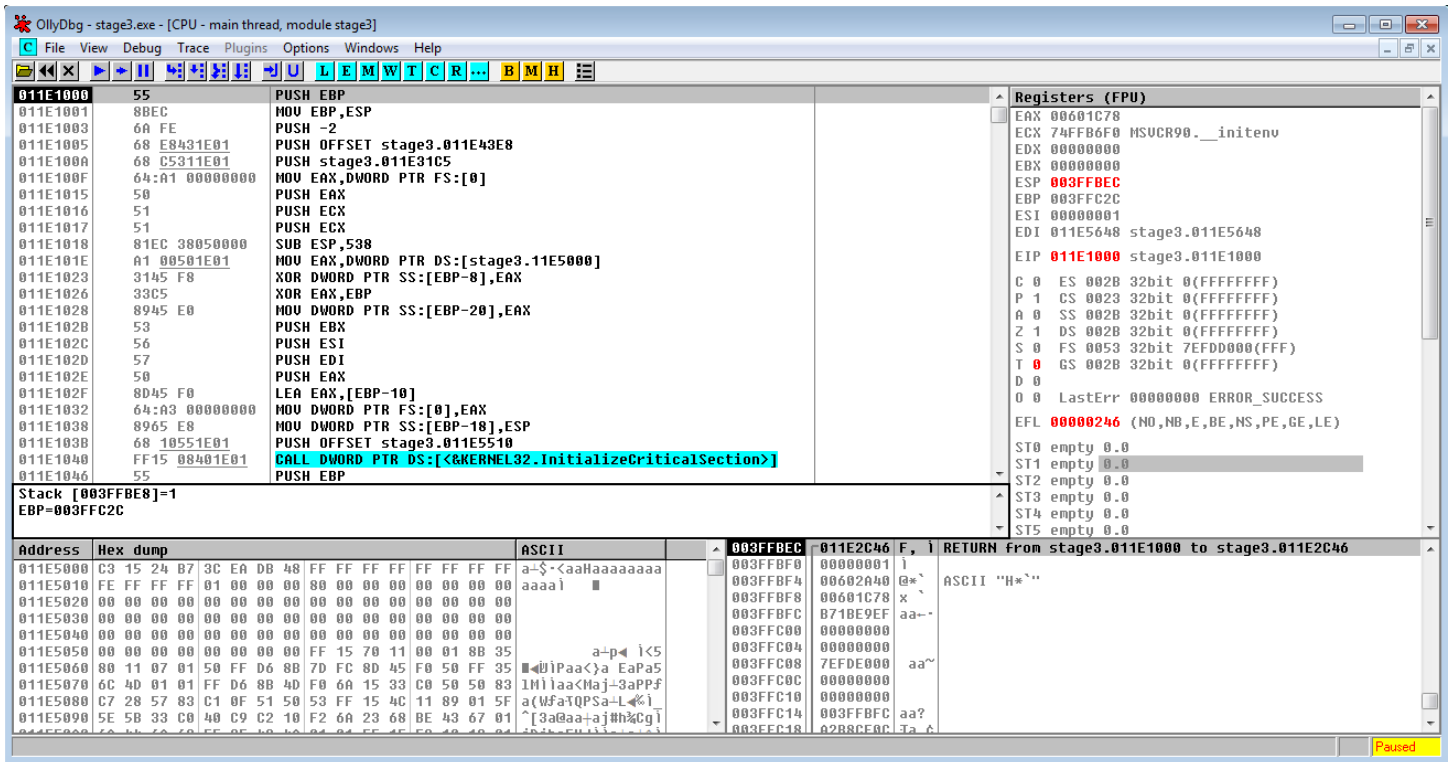 OllyDbg - stage3.exe - [CPU - main thread, module stage3]
C File View Debug Trace Plugins Options Windows Help
L E M W T C R ... B M H
011E1000 55 PUSH EBP
011E1001 8BEC MOV EBP,ESP
011E1003 6A FE PUSH -2
011E1005 68 E8431E01 PUSH OFFSET stage3.011E43E8
011E100A 68 C5311E01 PUSH stage3.011E31C5
011E100F 64:A1 00000000 MOV EAX,DWORD PTR FS:[0]
011E1015 50 PUSH EAX
011E1016 51 PUSH ECX
011E1017 51 PUSH ECX
011E1018 81EC 38050000 SUB ESP,538
011E101E A1 00501E01 MOV EAX,DWORD PTR DS:[stage3.11E5000]
011E1023 3145 F8 XOR DWORD PTR SS:[EBP-8],EAX
011E1026 33C5 XOR EAX,EBP
011E1028 8945 E0 MOV DWORD PTR SS:[EBP-20],EAX
011E102B 53 PUSH EBX
011E102C 56 PUSH ESI
011E102D 57 PUSH EDI
011E102E 50 PUSH EAX
011E102F 8D45 F0 LEA EAX,[EBP-10]
011E1032 64:A3 00000000 MOV DWORD PTR FS:[0],EAX
011E1038 8965 E8 MOV DWORD PTR SS:[EBP-18],ESP
011E103B 68 10551E01 PUSH OFFSET stage3.011E5510
011E1040 FF15 08401E01 CALL DWORD PTR DS:[<&KERNEL32.InitializeCriticalSection>]
011E1046 55 PUSH EBP
Stack [003FFBE8]=1
EBP=003FFC2C
Registers (FPU)
EAX 00601C78
ECX 74FFB6F0 MSVCR90.__initenv
EDX 00000000
EBX 00000000
ESP 003FFBEC
EBP 003FFC2C
ESI 00000001
EDI 011E5648 stage3.011E5648
EIP 011E1000 stage3.011E1000
C 0 ES 002B 32bit 0(FFFFFFFF)
P 1 CS 0023 32bit 0(FFFFFFFF)
A 0 SS 002B 32bit 0(FFFFFFFF)
Z 1 DS 002B 32bit 0(FFFFFFFF)
S 0 FS 0053 32bit 7EFDD000(FFF)
T 0 GS 002B 32bit 0(FFFFFFFF)
D 0
O 0 LastErr 00000000 ERROR_SUCCESS
EFL 00000246 (NO,NB,E,BE,NS,PE,GE,LE)
ST0 empty 0.0
ST1 empty 0.0
ST2 empty 0.0
ST3 empty 0.0
ST4 empty 0.0
ST5 empty 0.0
Address Hex dump ASCII
011E5000 C3 15 24 B7 3C EA DB 48 FF FF FF FF FF FF FF FF
011E5010 FE FF FF FF 01 00 00 00 80 00 00 00 00 00 00 00
011E5020 00 00 00 00 00 00 00 00 00 00 00 00 00 00 00 00
011E5030 00 00 00 00 00 00 00 00 00 00 00 00 00 00 00 00
011E5040 00 00 00 00 00 00 00 00 00 00 00 00 00 00 00 00
011E5050 00 00 00 00 00 00 00 00 FF 15 70 11 00 01 8B 35
011E5060 80 11 07 01 50 FF D6 8B 7D FC 8D 45 F0 50 FF 35
011E5070 6C 4D 01 01 FF D6 8B 4D F0 6A 15 33 C0 50 50 83
011E5080 C7 28 57 83 C1 0F 51 50 53 FF 15 4C 11 89 01 5F
011E5090 5E 5B 33 C0 40 C9 C2 10 F2 6A 23 68 BE 43 67 01
003FFBEC 011E2C46 RETURN from stage3.011E1000 to stage3.011E2C46
003FFBF0 00000001
003FFBF4 00602A40 @*` ASCII "H*`"
003FFBF8 00601C78 x `
003FFBFC B71BE9EF
003FFC00 00000000
003FFC04 00000000
003FFC08 7EFDE000 aa~
003FFC0C 00000000
003FFC10 00000000
003FFC14 003FFBFC aa?
003FFC18
Paused